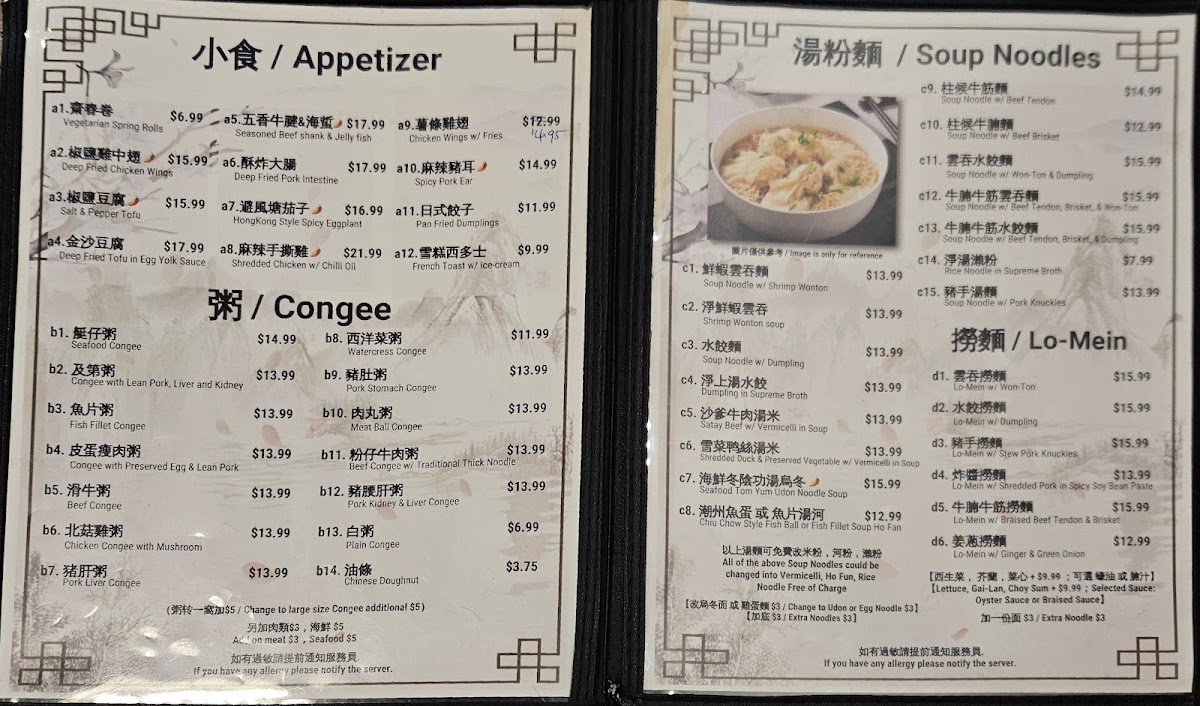 小食 / Appetizer
a1.齋春卷 $6.99
Vegetarian Spring Rolls
a2.椒鹽雞中翅 $15.99
Deep Fried Chicken Wings
a3.椒鹽豆腐 $15.99
Salt & Pepper Tofu
a4.金沙豆腐 $17.99
Deep Fried Tofu in Egg Yolk Sauce
a5.五香牛腱&海蜇 $17.99
Seasoned Beef shank & Jelly fish
a6.酥炸大腸 $17.99
Deep Fried Pork Intestine
a7.避風塘茄子 $16.99
HongKong Style Spicy Eggplant
a8.麻辣手撕雞 $21.99
Shredded Chicken w/ Chilli Oil
a9.薯條雞翅 $12.99
Chicken Wings w/ Fries 14.95
a10.麻辣豬耳 $14.99
Spicy Pork Ear
a11.日式餃子 $11.99
Pan Fried Dumplings
a12.雪糕西多士 $9.99
French Toast w/ ice-cream
粥 / Congee
b1. 艇仔粥 $14.99
Seafood Congee
b2. 及第粥 $13.99
Congee with Lean Pork, Liver and Kidney
b3. 魚片粥 $13.99
Fish Fillet Congee
b4. 皮蛋瘦肉粥 $13.99
Congee with Preserved Egg & Lean Pork
b5. 滑牛粥 $13.99
Beef Congee
b6. 北菇雞粥 $13.99
Chicken Congee with Mushroom
b7. 猪肝粥 $13.99
Pork Liver Congee
b8. 西洋菜粥 $11.99
Watercress Congee
b9. 豬肚粥 $13.99
Pork Stomach Congee
b10. 肉丸粥 $13.99
Meat Ball Congee
b11. 粉仔牛肉粥 $13.99
Beef Congee w/ Traditional Thick Noodle
b12. 豬腰肝粥 $13.99
Pork Kidney & Liver Congee
b13. 白粥 $6.99
Plain Congee
b14. 油條 $3.75
Chinese Doughnut
(粥转一窩加$5 / Change to large size Congee additional $5)
另加肉類$3，海鮮 $5
Add on meat $3 , Seafood $5
如有過敏請提前通知服務員.
If you have any allergy please notify the server.
湯粉麵 / Soup Noodles
圖片僅供參考 / Image is only for reference
c1. 鮮蝦雲吞麵 $13.99
Soup Noodle w/ Shrimp Wonton
c2. 淨鮮蝦雲吞 $13.99
Shrimp Wonton soup
c3. 水餃麵 $13.99
Soup Noodle w/ Dumpling
c4. 淨上湯水餃 $13.99
Dumpling in Supreme Broth
c5. 沙爹牛肉湯米 $13.99
Satay Beef w/ Vermicelli in Soup
c6. 雪菜鸭絲湯米 $13.99
Shredded Duck & Preserved Vegetable w/ Vermicelli in Soup
c7. 海鮮冬陰功湯烏冬 $15.99
Seafood Tom Yum Udon Noodle Soup
c8. 潮州魚蛋 或 魚片湯河 $12.99
Chiu Chow Style Fish Ball or Fish Fillet Soup Ho Fan
以上湯麵可免費改米粉，河粉，瀨粉
All of the above Soup Noodles could be
changed into Vermicelli, Ho Fun, Rice
Noodle Free of Charge
【改烏冬面 或 雞蛋麵 $3 / Change to Udon or Egg Noodle $3】
【加底 $3 / Extra Noodles $3】
c9. 柱候牛筋麵 $14.99
Soup Noodle w/ Beef Tendon
c10. 柱候牛腩麵 $12.99
Soup Noodle w/ Beef Brisket
c11. 雲吞水餃麵 $15.99
Soup Noodle w/ Won-Ton & Dumpling
c12. 牛腩牛筋雲吞麵 $15.99
Soup Noodle w/ Beef Tendon, Brisket, & Won-Ton
c13. 牛腩牛筋水餃麵 $15.99
Soup Noodle w/ Beef Tendon, Brisket, & Dumpling
c14. 淨湯瀨粉 $7.99
Rice Noodle in Supreme Broth
c15. 豬手湯麵 $13.99
Soup Noodle w/ Pork Knuckles
撈麵 / Lo-Mein
d1. 雲吞撈麵 $15.99
Lo-Mein w/ Won-Ton
d2. 水餃撈麵 $15.99
Lo-Mein w/ Dumpling
d3. 豬手撈麵 $15.99
Lo-Mein w/ Stew Pork Knuckles
d4. 炸醬撈麵 $13.99
Lo-Mein w/ Shredded Pork in Spicy Soy Bean Paste
d5. 牛腩牛筋撈麵 $15.99
Lo-Mein w/ Braised Beef Tendon & Brisket
d6. 姜蔥撈麵 $12.99
Lo-Mein w/ Ginger & Green Onion
【西生菜， 芥蘭，菜心 + $9.99 ；可選 蠔油 或 腩汁】
【Lettuce, Gai-Lan, Choy Sum + $9.99 ; Selected Sauce:
Oyster Sauce or Braised Sauce】
加一份面 $3 / Extra Noodle $3
如有過敏請提前通知服務員.
If you have any allergy please notify the server.